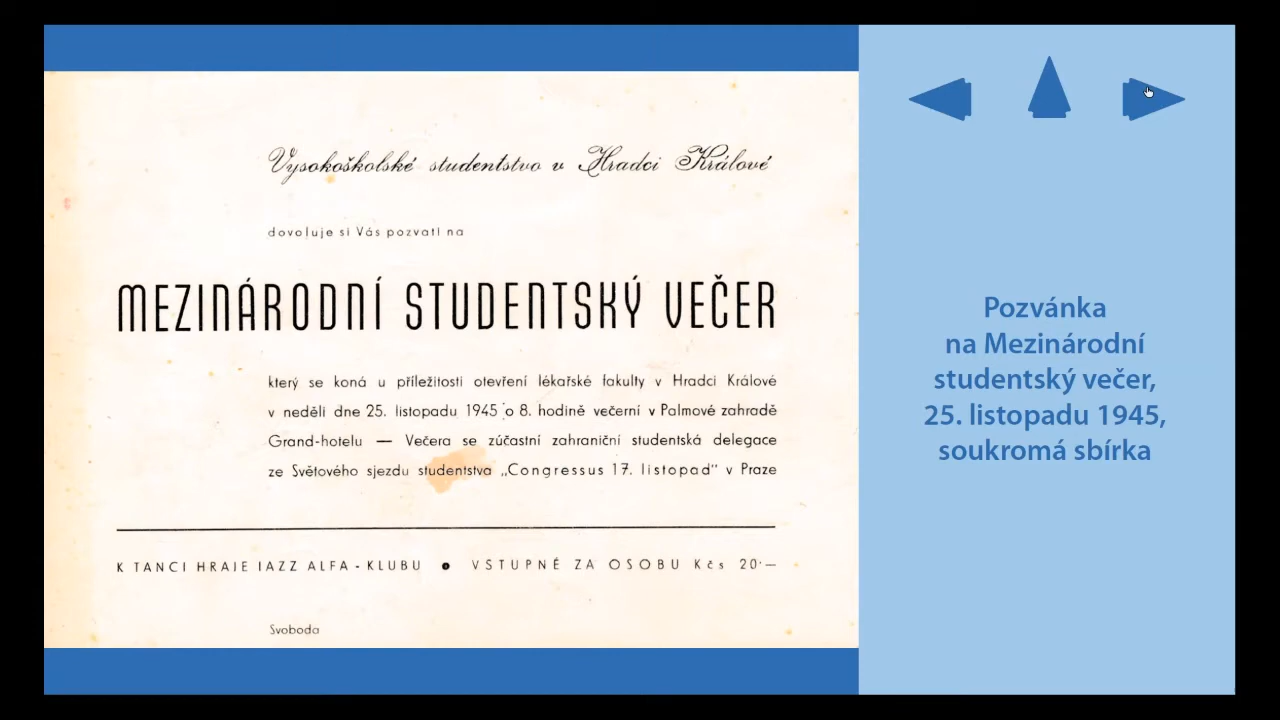 Vysokoškolské studentstvo v Hradci Králové
dovoluje si Vás pozvati na
MEZINÁRODNÍ STUDENTSKÝ VEČER
který se koná u příležitosti otevření lékařské fakulty v Hradci Králové
v neděli dne 25. listopadu 1945 o 8. hodině večerní v Palmové zahradě
Grand-hotelu — Večera se zúčastní zahraniční studentská delegace
ze Světového sjezdu studentstva „Congressus 17. listopad" v Praze
K TANCI HRAJE JAZZ ALFA-KLUBU ● VSTUPNÉ ZA OSOBU Kčs 20·—
Svoboda
Pozvánka
na Mezinárodní
studentský večer,
25. listopadu 1945,
soukromá sbírka